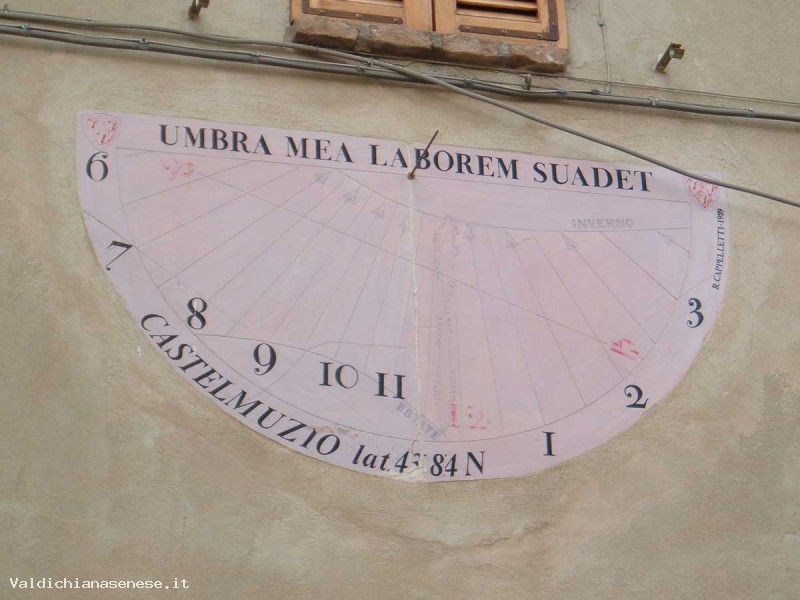 UMBRA MEA LABOREM SUADET
6
INVERNO
R. CAPPELLETTI-1989
7
8
3
9
10
11
2
ESTATE
12
1
CASTELMUZIO lat. 43 84 N
Valdichianasenese.it